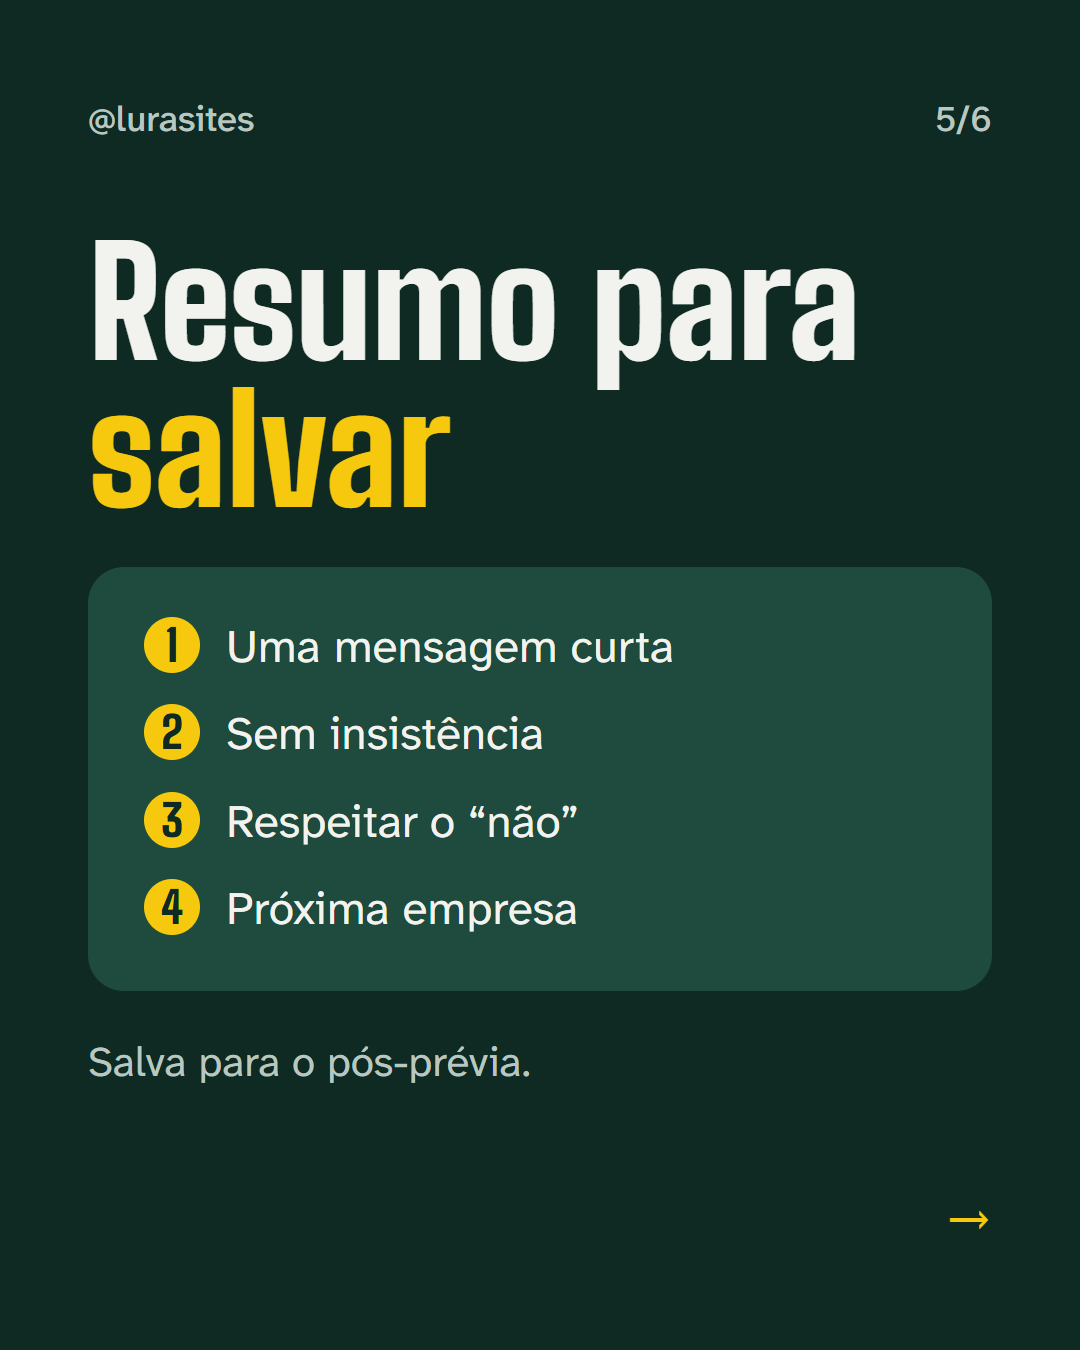 @lurasites
5/6
Resumo para
salvar
1 Uma mensagem curta
2 Sem insistência
3 Respeitar o “não”
4 Próxima empresa
Salva para o pós-prévia.
→